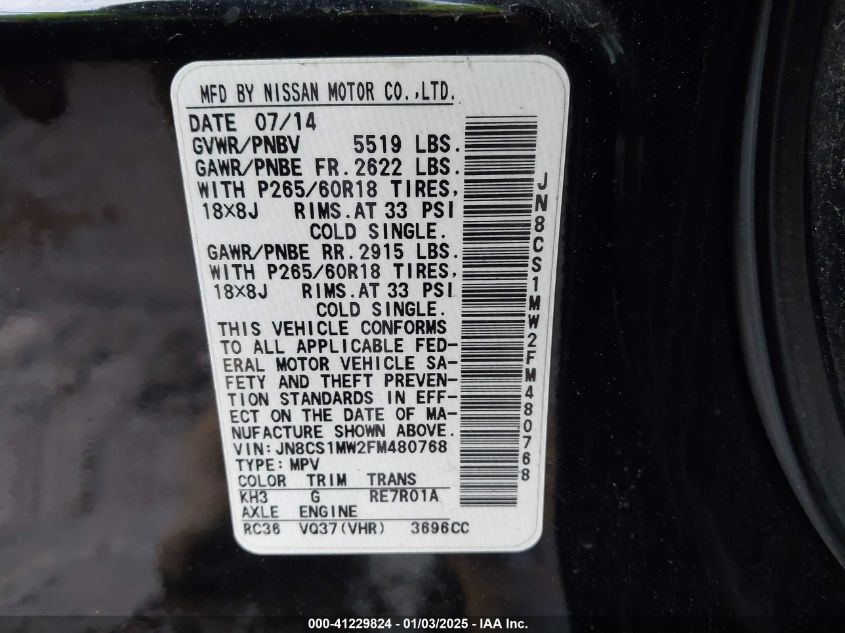 MFD BY NISSAN MOTOR CO.,LTD.
DATE 07/14
GVWR/PNBV 5519 LBS.
GAWR/PNBE FR. 2622 LBS.
WITH P265/60R18 TIRES,
18×8J RIMS.AT 33 PSI
COLD SINGLE.
GAWR/PNBE RR. 2915 LBS.
WITH P265/60R18 TIRES,
18×8J RIMS.AT 33 PSI
COLD SINGLE.
THIS VEHICLE CONFORMS
TO ALL APPLICABLE FED-
ERAL MOTOR VEHICLE SA-
FETY AND THEFT PREVEN-
TION STANDARDS IN EFF-
ECT ON THE DATE OF MA-
NUFACTURE SHOWN ABOVE.
VIN:JN8CS1MW2FM480768
TYPE:MPV
COLOR TRIM TRANS
KH3 G RE7R01A
AXLE ENGINE
RC36 VQ37(VHR) 3696CC
JN8CS1MW2FM480768
000-41229824 - 01/03/2025 - IAA Inc.